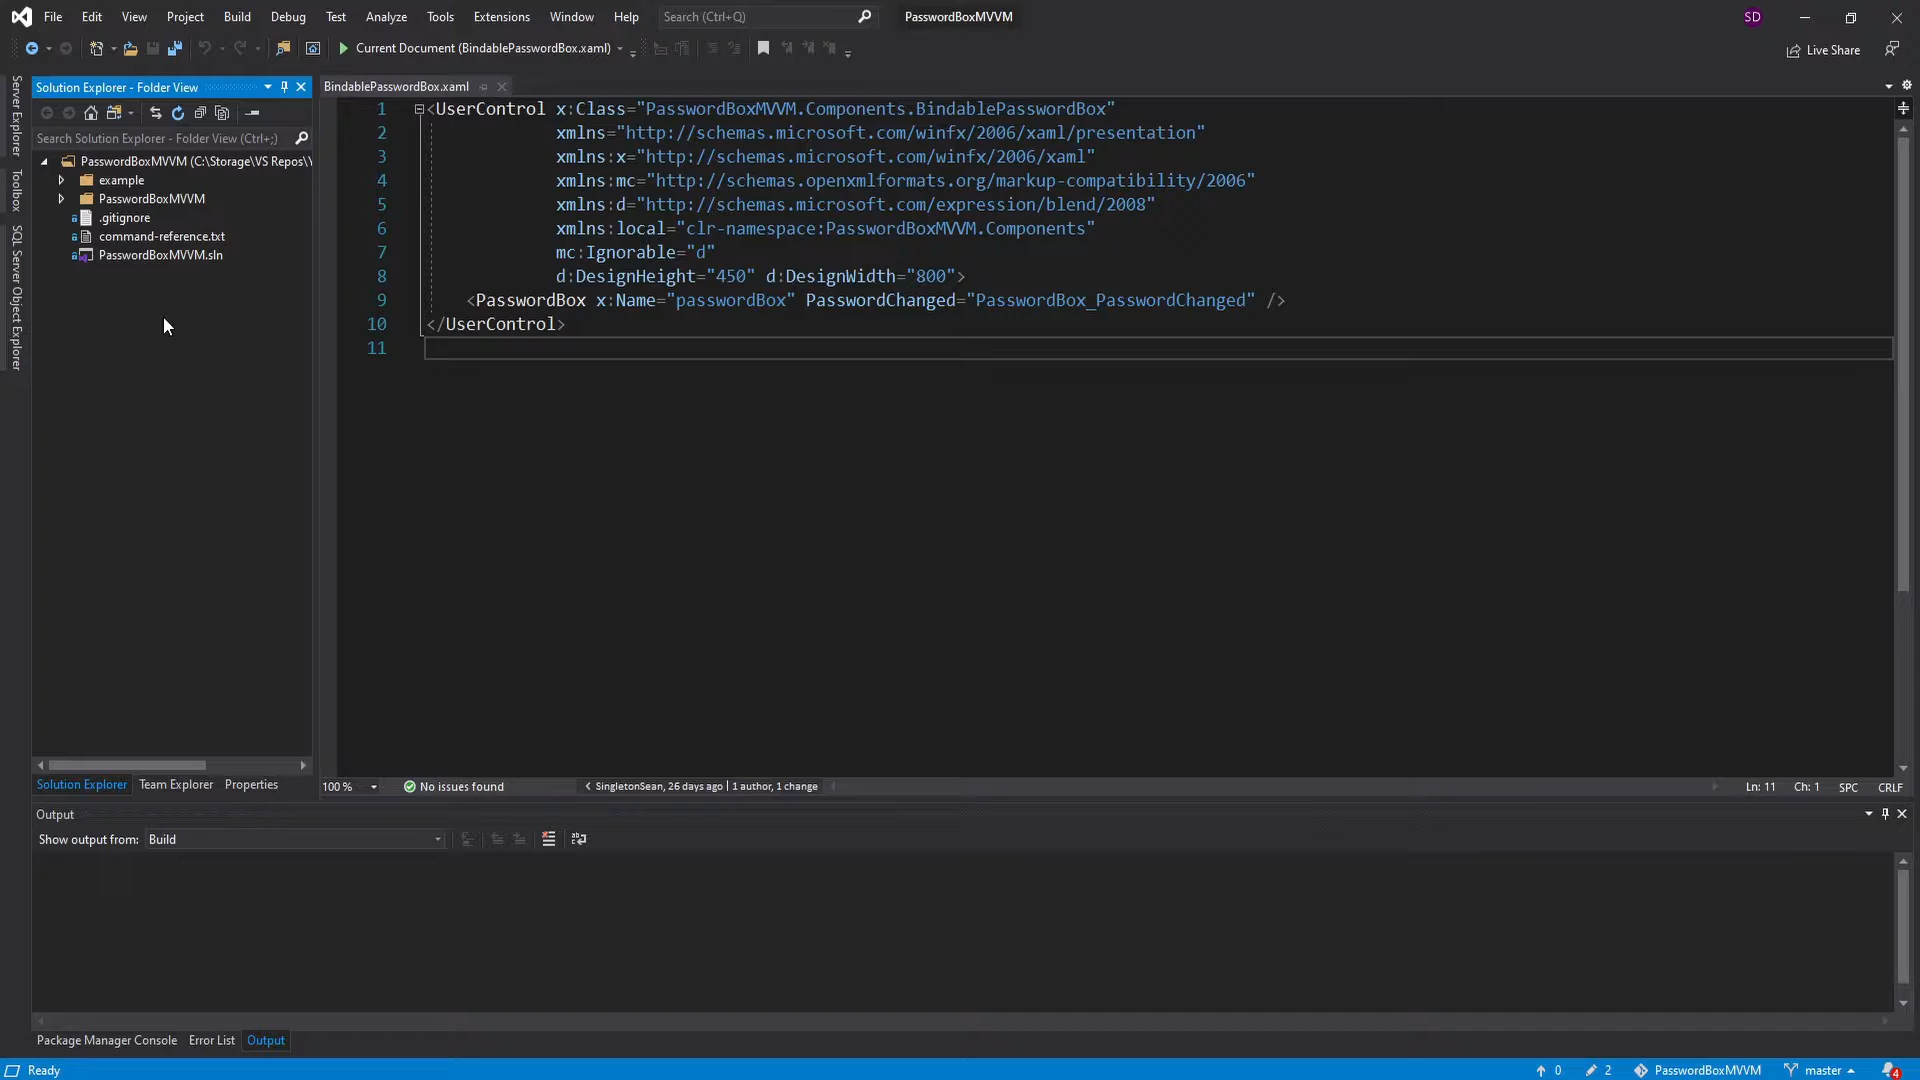 File Edit View Project Build Debug Test Analyze Tools Extensions Window Help Search (Ctrl+Q) PasswordBoxMVVM SD
Current Document (BindablePasswordBox.xaml) Live Share
Server Explorer
Toolbox
SQL Server Object Explorer
Solution Explorer - Folder View
Search Solution Explorer - Folder View (Ctrl+;)
PasswordBoxMVVM (C:\Storage\VS Repos\Y
example
PasswordBoxMVVM
.gitignore
command-reference.txt
PasswordBoxMVVM.sln
Solution Explorer Team Explorer Properties
BindablePasswordBox.xaml
1 <UserControl x:Class="PasswordBoxMVVM.Components.BindablePasswordBox"
2 xmlns="http://schemas.microsoft.com/winfx/2006/xaml/presentation"
3 xmlns:x="http://schemas.microsoft.com/winfx/2006/xaml"
4 xmlns:mc="http://schemas.openxmlformats.org/markup-compatibility/2006"
5 xmlns:d="http://schemas.microsoft.com/expression/blend/2008"
6 xmlns:local="clr-namespace:PasswordBoxMVVM.Components"
7 mc:Ignorable="d"
8 d:DesignHeight="450" d:DesignWidth="800">
9 <PasswordBox x:Name="passwordBox" PasswordChanged="PasswordBox_PasswordChanged" />
10 </UserControl>
11
100 % No issues found SingletonSean, 26 days ago | 1 author, 1 change Ln: 11 Ch: 1 SPC CRLF
Output
Show output from: Build
Package Manager Console Error List Output
Ready 0 2 PasswordBoxMVVM master 4